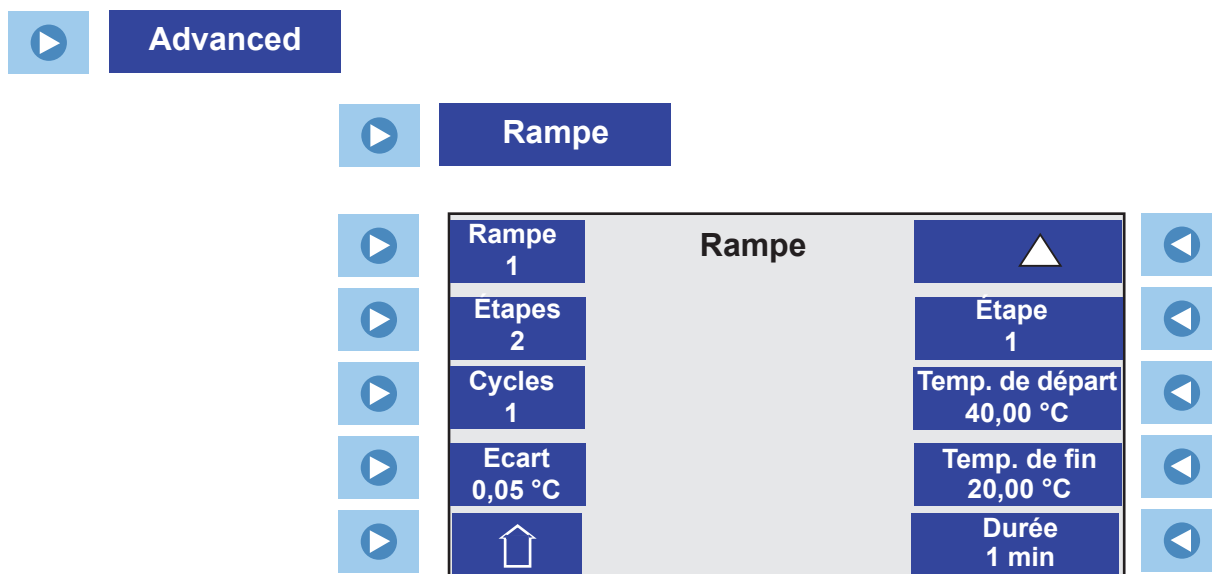 Advanced
Rampe
Rampe
1
Rampe
Étapes
2
Étape
1
Cycles
1
Temp. de départ
40,00 °C
Ecart
0,05 °C
Temp. de fin
20,00 °C
Durée
1 min